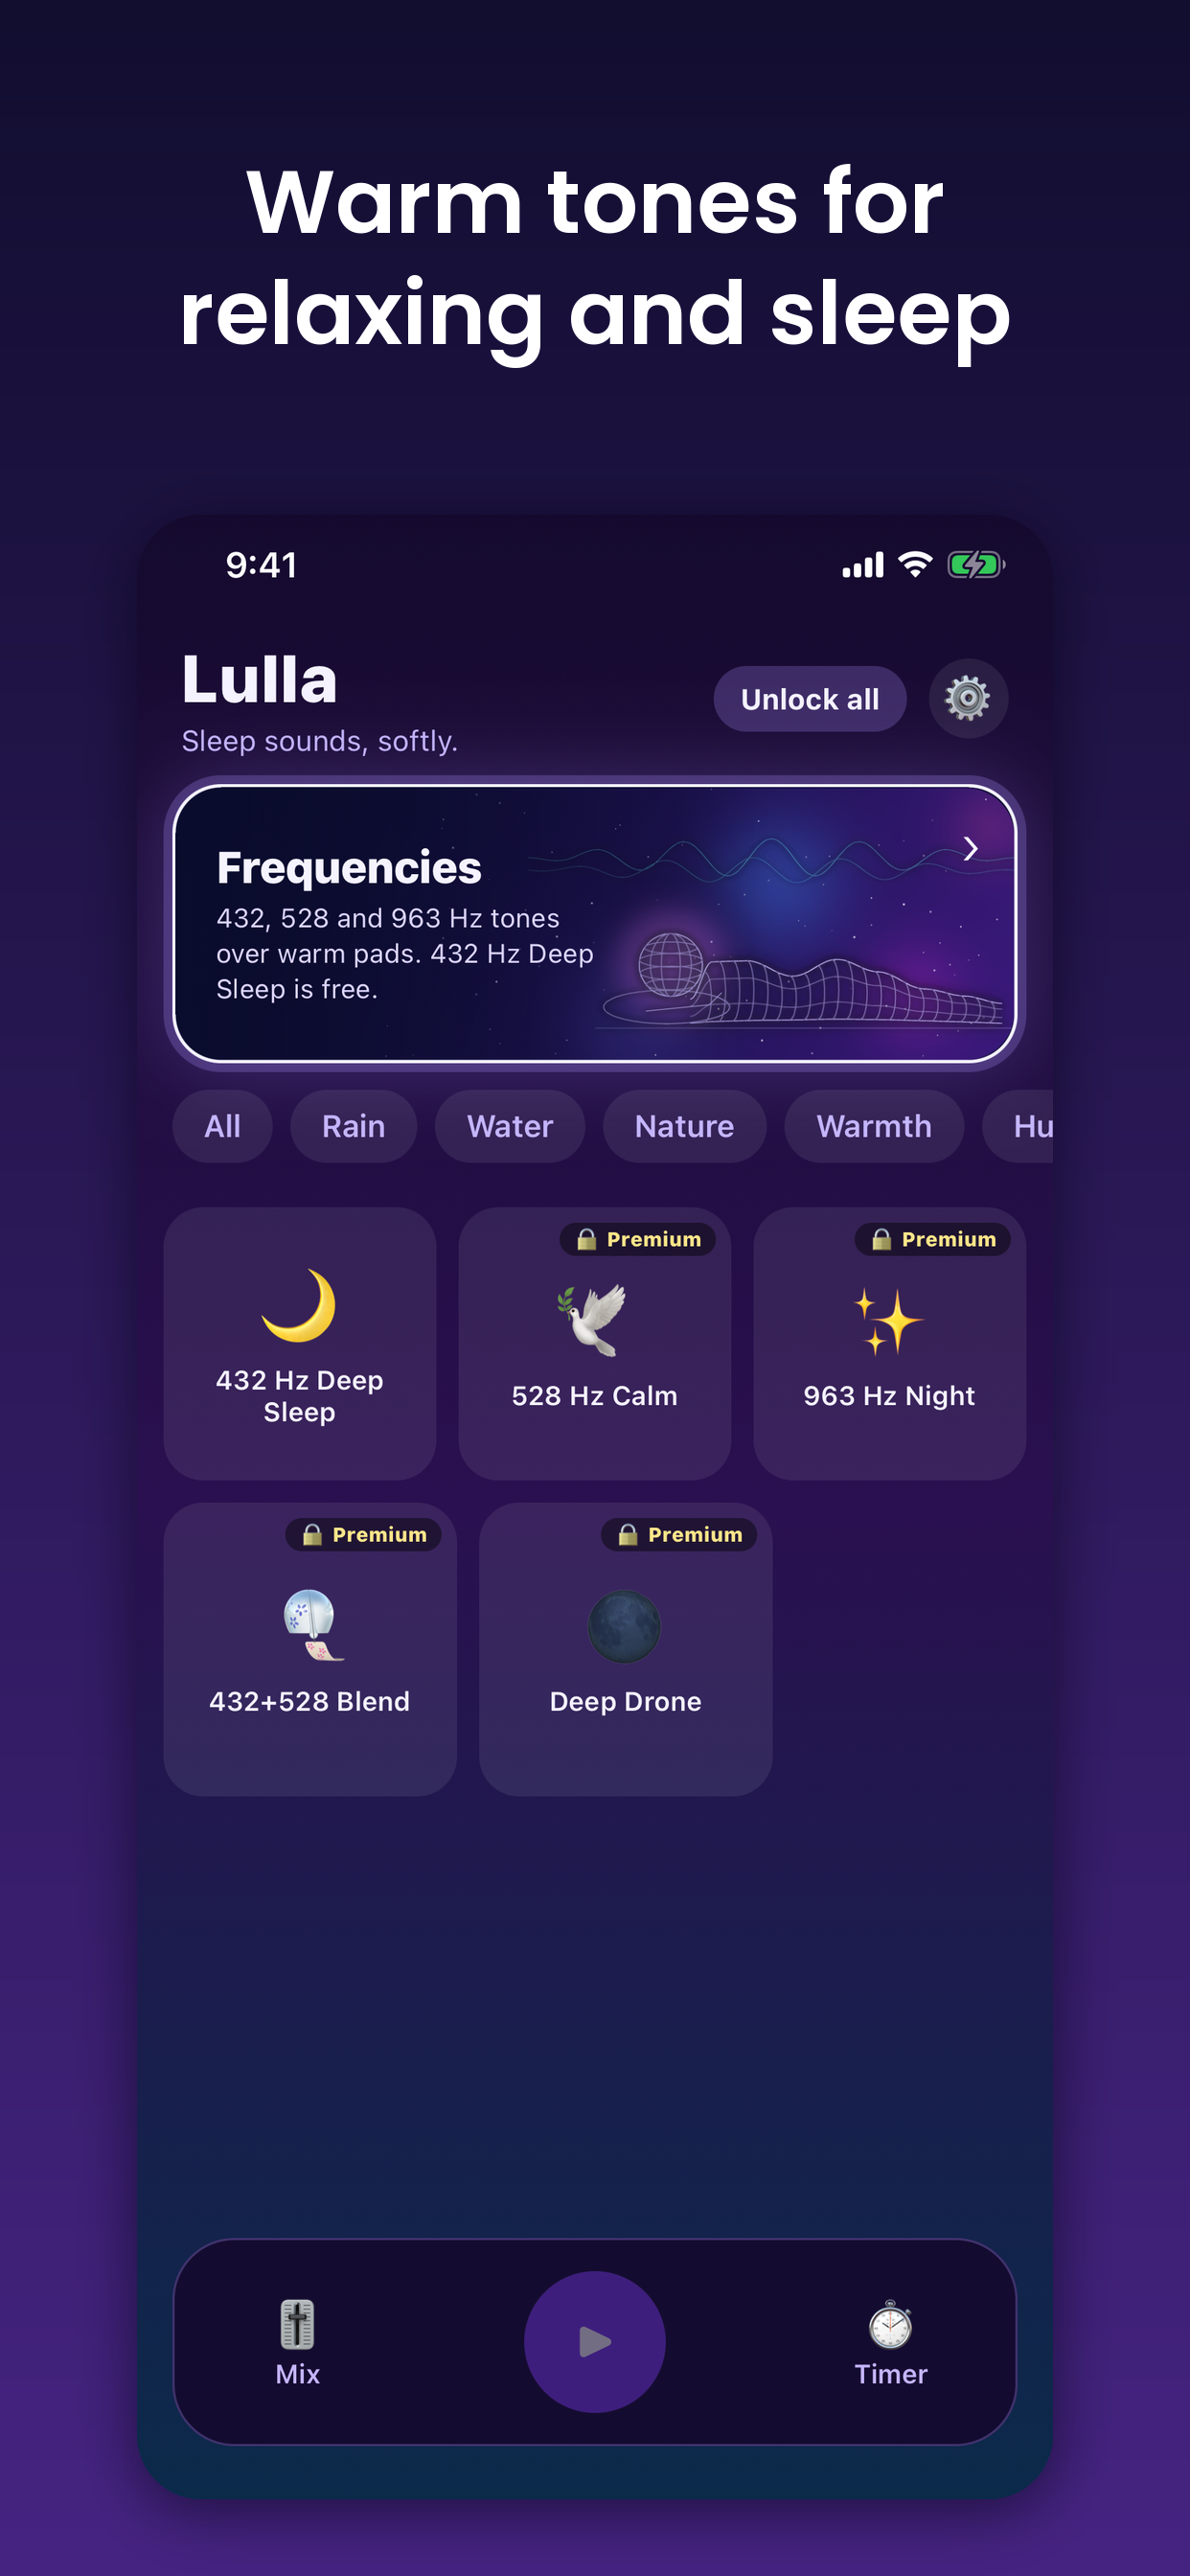 Warm tones for
relaxing and sleep
9:41
Lulla
Unlock all
Sleep sounds, softly.
Frequencies
432, 528 and 963 Hz tones
over warm pads. 432 Hz Deep
Sleep is free.
All
Rain
Water
Nature
Warmth
Hu
432 Hz Deep
Sleep
Premium
528 Hz Calm
Premium
963 Hz Night
Premium
432+528 Blend
Premium
Deep Drone
Mix
Timer